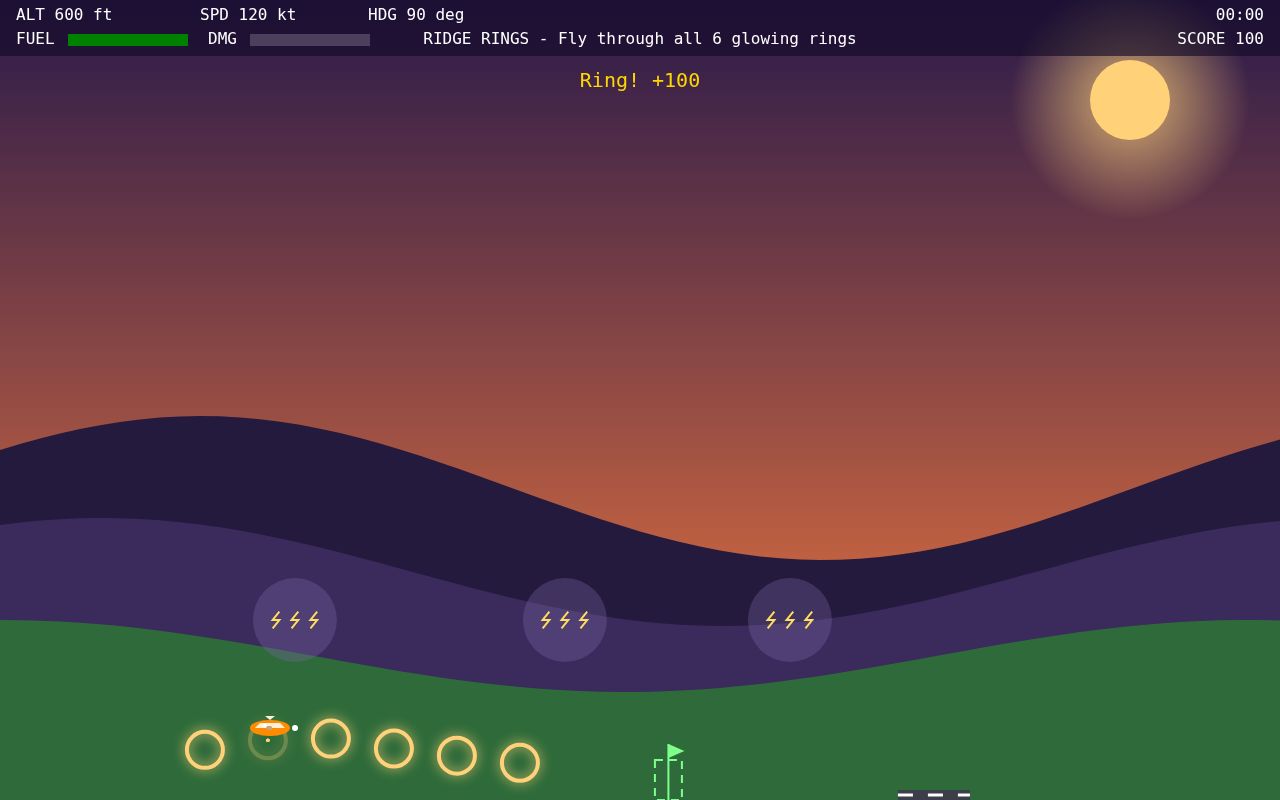 ALT 600 ft SPD 120 kt HDG 90 deg 00:00
FUEL DMG RIDGE RINGS - Fly through all 6 glowing rings SCORE 100
Ring! +100